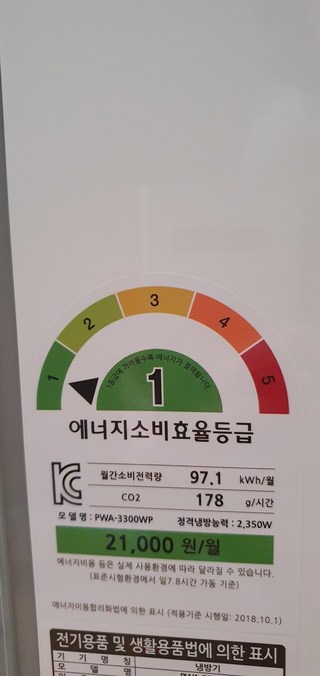 1 2 3 4 5
1등급에 가까울수록 에너지가 절약됩니다.
1
에너지소비효율등급
월간소비전력량 97.1 kWh/월
CO2 178 g/시간
모델명 : PWA-3300WP 정격냉방능력 : 2,350W
21,000 원/월
에너지비용 등은 실제 사용환경에 따라 달라질 수 있습니다.
(표준시험환경에서 일7.8시간 가동 기준)
에너지이용합리화법에 의한 표시 (적용기준 시행일: 2018.10.1)
전기용품 및 생활용품법에 의한 표시
기기명칭 냉방기
모델명